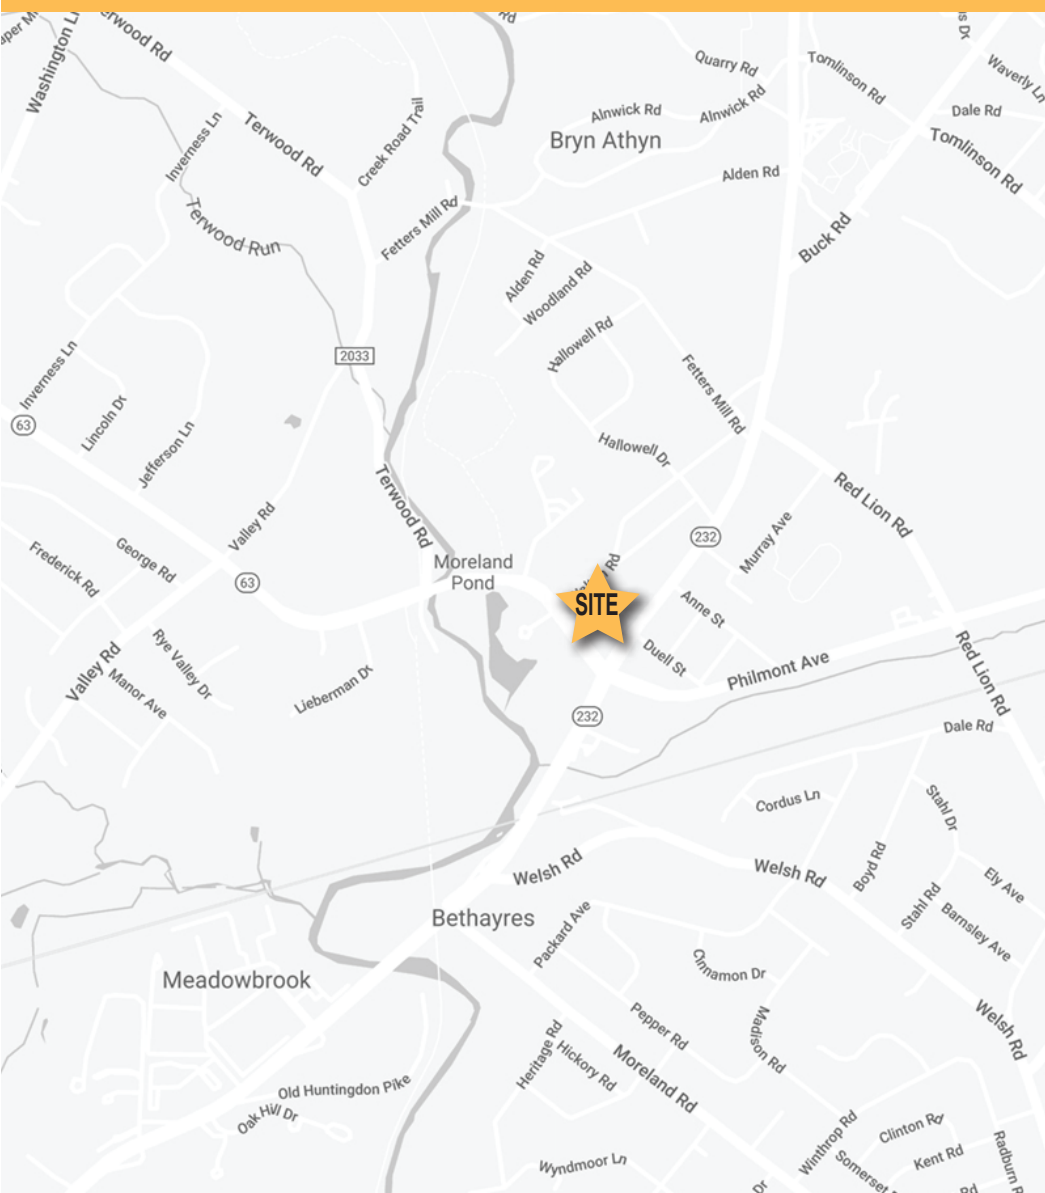 Rd
Terwood Rd
Washington Ln
Quarry Rd
Tomlinson Rd
Waverly Ln
Alnwick Rd
Alnwick Rd
Dale Rd
Bryn Athyn
Tomlinson Rd
Creek Road Trail
Terwood Rd
Inverness Ln
Alden Rd
Terwood Run
Fetters Mill Rd
Buck Rd
Alden Rd
Woodland Rd
Hallowell Rd
2033
Inverness Ln
Lincoln Dr
63
Fetters Mill Rd
Jefferson Ln
Hallowell Dr
Terwood Rd
Red Lion Rd
Valley Rd
232
Murray Ave
George Rd
Frederick Rd
Moreland
Pond
63
Rd
SITE
Anne St
Duell St
Valley Rd
Rye Valley Dr
Manor Ave
Lieberman Dr
Philmont Ave
Red Lion Rd
232
Dale Rd
Cordus Ln
Stahl Dr
Welsh Rd
Welsh Rd
Boyd Rd
Ely Ave
Stahl Rd
Barnsley Ave
Bethayres
Packard Ave
Meadowbrook
Cinnamon Dr
Pepper Rd
Madison Rd
Welsh Rd
Heritage Rd
Hickory Rd
Moreland Rd
Old Huntingdon Pike
Oak Hill Dr
Winthrop Rd
Clinton Rd
Kent Rd
Somerset
Radburn R
Wyndmoor Ln
Dr
Rd